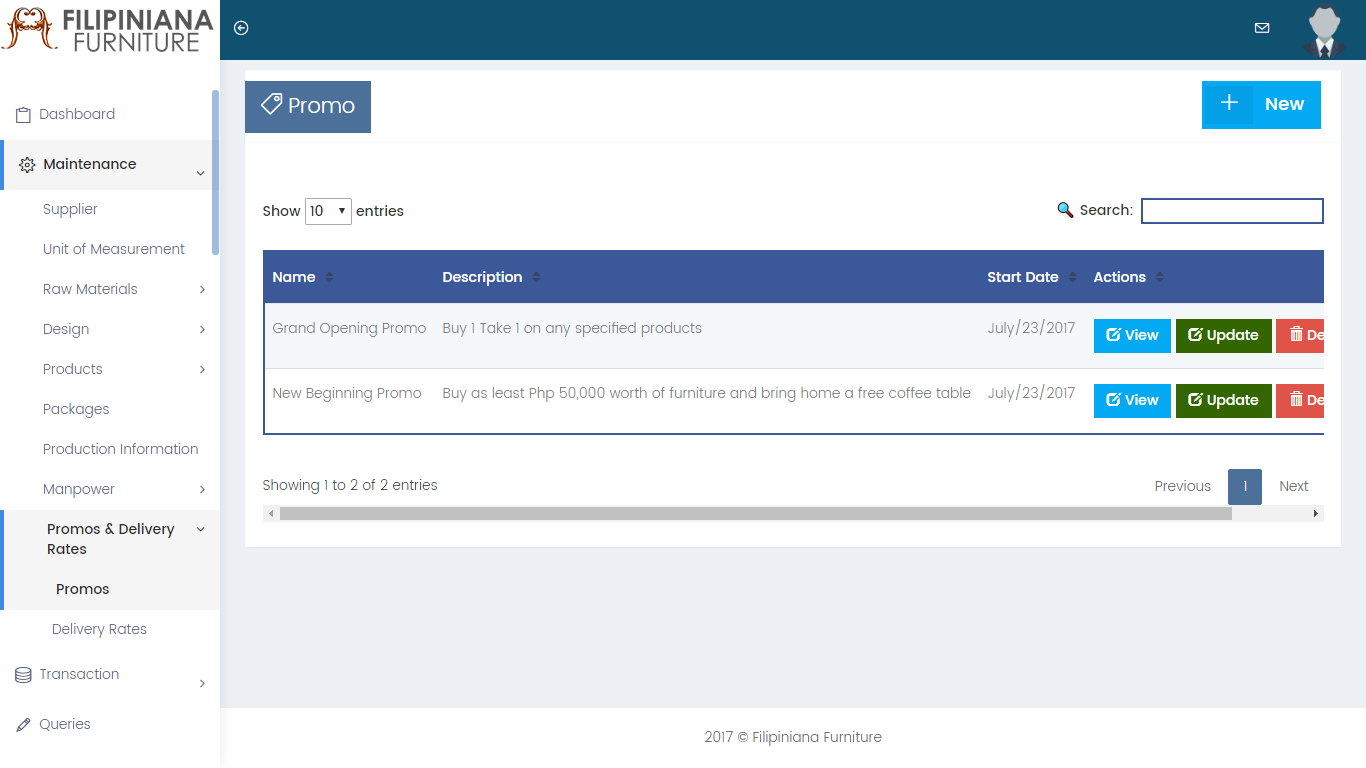 FILIPINIANA
FURNITURE
Dashboard
Maintenance
Supplier
Unit of Measurement
Raw Materials
Design
Products
Packages
Production Information
Manpower
Promos & Delivery
Rates
Promos
Delivery Rates
Transaction
Queries
Promo
New
Show 10 entries
Search:
Name Description Start Date Actions
Grand Opening Promo Buy 1 Take 1 on any specified products July/23/2017 View Update De
New Beginning Promo Buy as least Php 50,000 worth of furniture and bring home a free coffee table July/23/2017 View Update De
Showing 1 to 2 of 2 entries
Previous 1 Next
2017 © Filipiniana Furniture